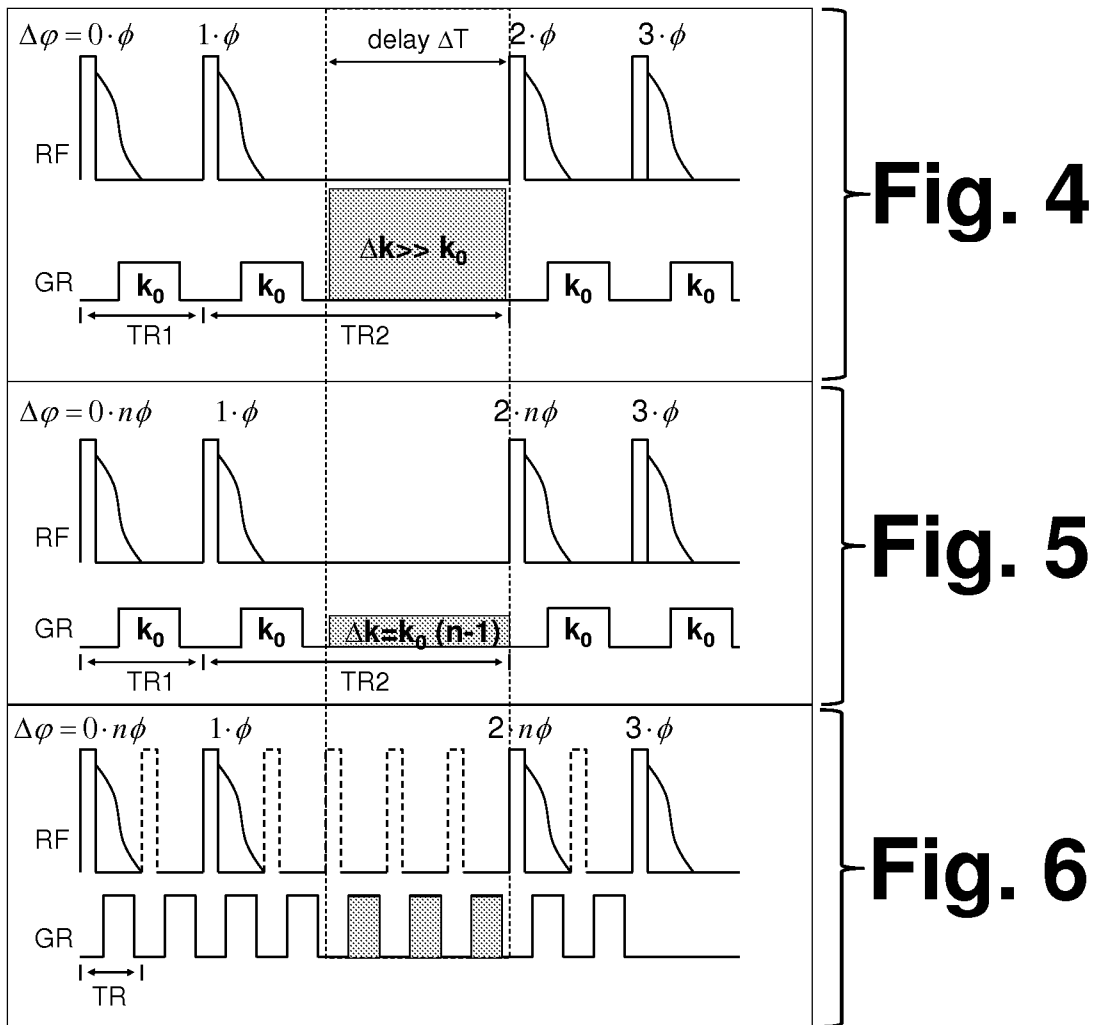 Δφ = 0·ϕ 1·ϕ delay ΔT 2·ϕ 3·ϕ
RF
Δk>> k₀
GR k₀ k₀ k₀ k₀
TR1 TR2
Fig. 4
Δφ = 0·nϕ 1·ϕ 2·nϕ 3·ϕ
RF
GR k₀ k₀ Δk=k₀ (n-1) k₀ k₀
TR1 TR2
Fig. 5
Δφ = 0·nϕ 1·ϕ 2·nϕ 3·ϕ
RF
GR
TR
Fig. 6